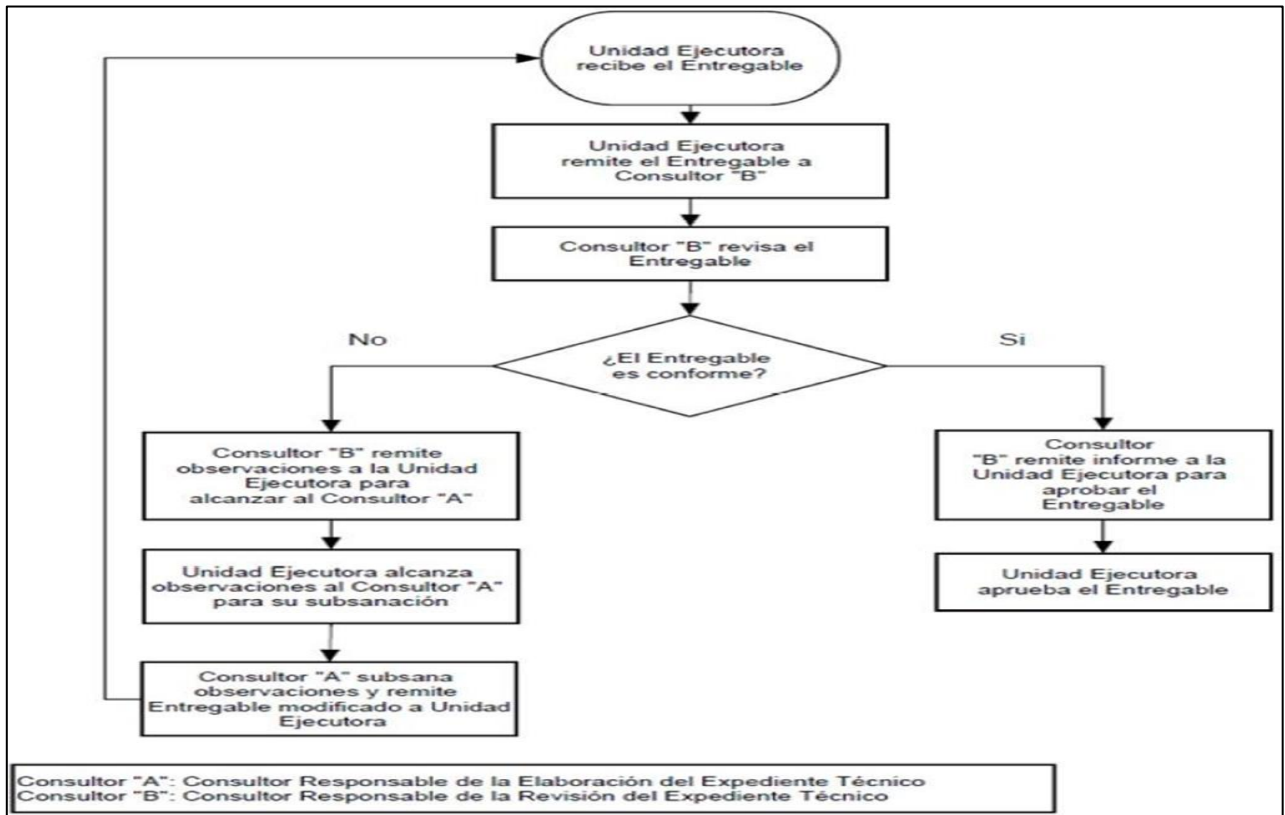 Unidad Ejecutora
recibe el Entregable
Unidad Ejecutora
remite el Entregable a
Consultor "B"
Consultor "B" revisa el
Entregable
¿El Entregable
es conforme?
No
Si
Consultor "B" remite
observaciones a la Unidad
Ejecutora para
alcanzar al Consultor "A"
Unidad Ejecutora alcanza
observaciones al Consultor "A"
para su subsanación
Consultor "A" subsana
observaciones y remite
Entregable modificado a Unidad
Ejecutora
Consultor
"B" remite informe a la
Unidad Ejecutora para
aprobar el
Entregable
Unidad Ejecutora
aprueba el Entregable
Consultor "A": Consultor Responsable de la Elaboración del Expediente Técnico
Consultor "B": Consultor Responsable de la Revisión del Expediente Técnico